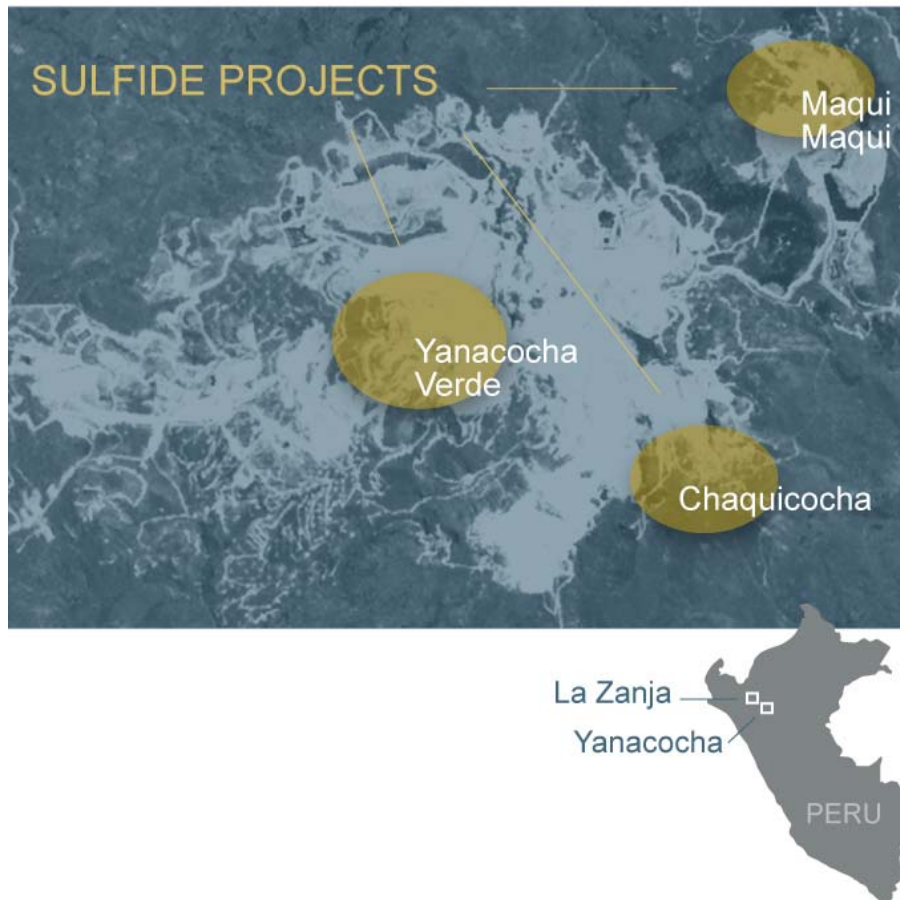 SULFIDE PROJECTS
Maqui
Maqui
Yanacocha
Verde
Chaquicocha
La Zanja
Yanacocha
PERU